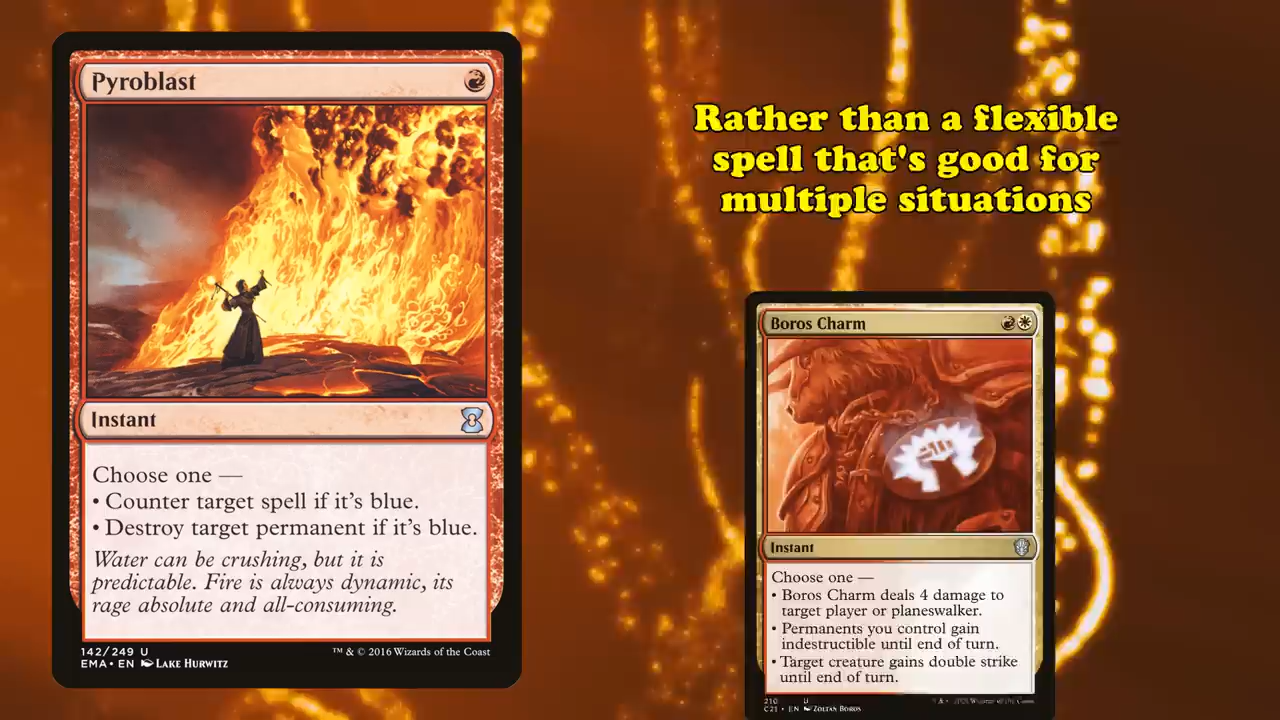 Pyroblast
Instant
Choose one —
• Counter target spell if it's blue.
• Destroy target permanent if it's blue.
Water can be crushing, but it is
predictable. Fire is always dynamic, its
rage absolute and all-consuming.
142/249 U
EMA • EN Lake Hurwitz
™ & © 2016 Wizards of the Coast
Rather than a flexible
spell that's good for
multiple situations
Boros Charm
Instant
Choose one —
• Boros Charm deals 4 damage to
target player or planeswalker.
• Permanents you control gain
indestructible until end of turn.
• Target creature gains double strike
until end of turn.
210 U
C21 • EN Zoltan Boros